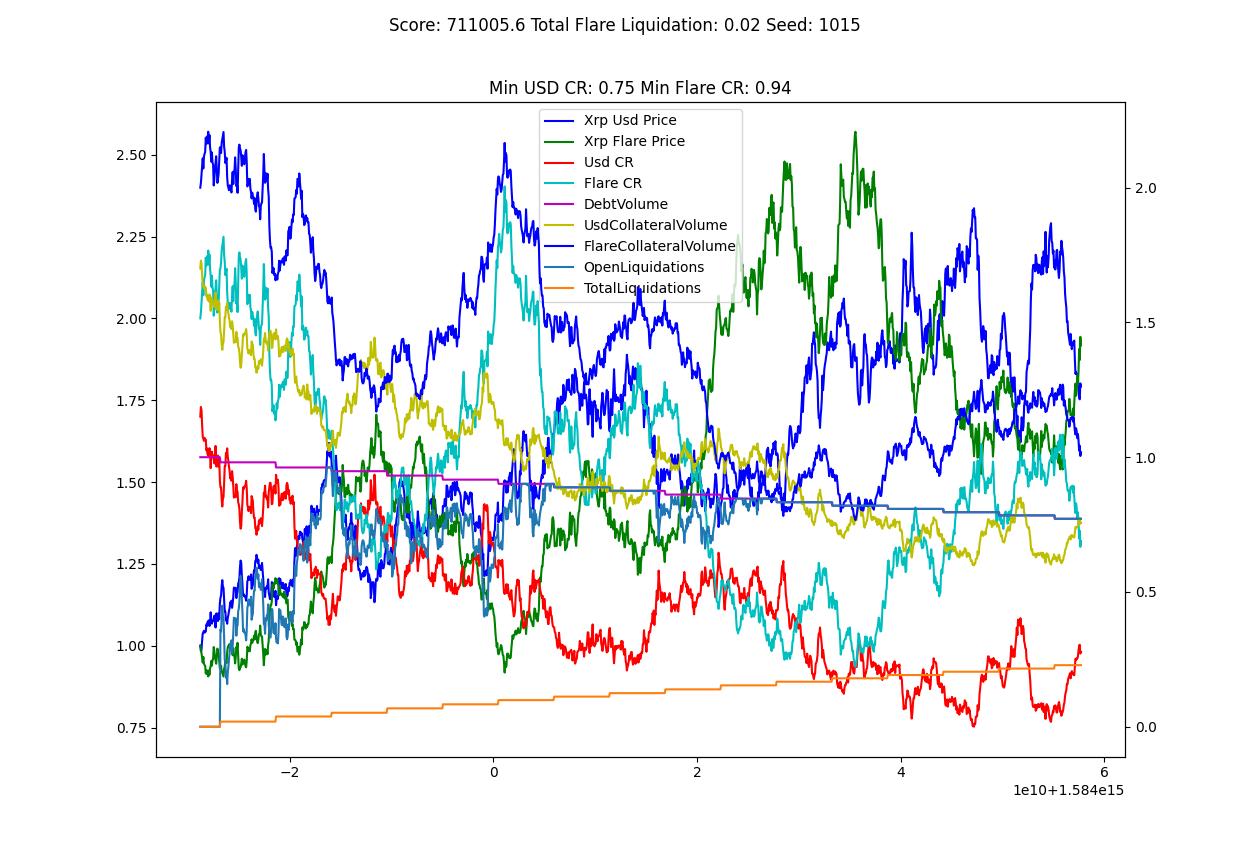 Score: 711005.6 Total Flare Liquidation: 0.02 Seed: 1015
Min USD CR: 0.75 Min Flare CR: 0.94
Xrp Usd Price
Xrp Flare Price
Usd CR
Flare CR
DebtVolume
UsdCollateralVolume
FlareCollateralVolume
OpenLiquidations
TotalLiquidations
2.50
2.25
2.00
1.75
1.50
1.25
1.00
0.75
2.0
1.5
1.0
0.5
0.0
−2
0
2
4
6
1e10+1.584e15